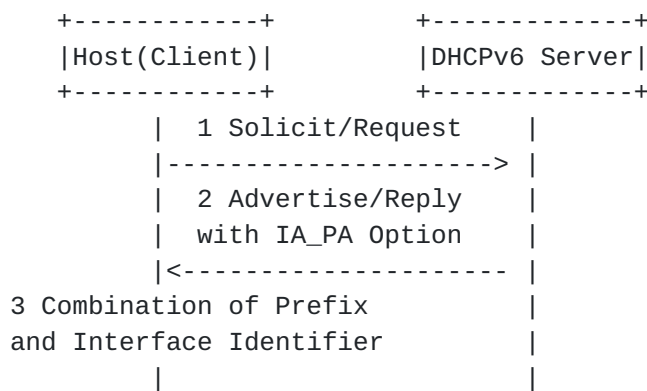 +------------+ +-------------+
|Host(Client)| |DHCPv6 Server|
+------------+ +-------------+
| 1 Solicit/Request |
|----------------------> |
| 2 Advertise/Reply |
| with IA_PA Option |
|<---------------------- |
3 Combination of Prefix |
and Interface Identifier |
| |